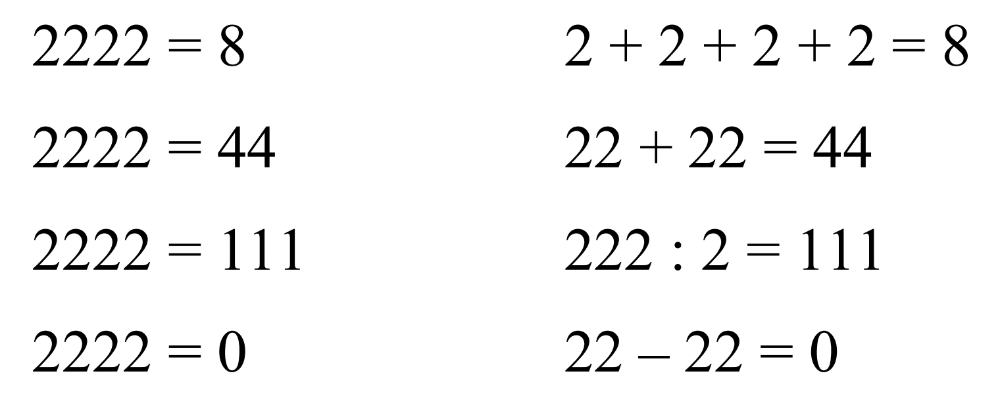 2222 = 8 2 + 2 + 2 + 2 = 8
2222 = 44 22 + 22 = 44
2222 = 111 222 : 2 = 111
2222 = 0 22 – 22 = 0